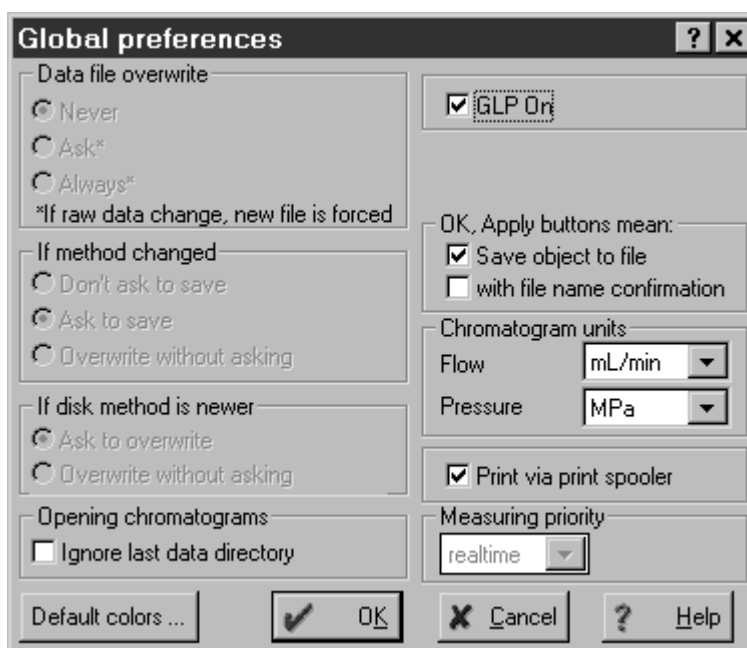 Global preferences
Data file overwrite
Never
Ask*
Always*
*If raw data change, new file is forced
If method changed
Don't ask to save
Ask to save
Overwrite without asking
If disk method is newer
Ask to overwrite
Overwrite without asking
Opening chromatograms
Ignore last data directory
GLP On
OK, Apply buttons mean:
Save object to file
with file name confirmation
Chromatogram units
Flow mL/min
Pressure MPa
Print via print spooler
Measuring priority
realtime
Default colors ... OK Cancel Help